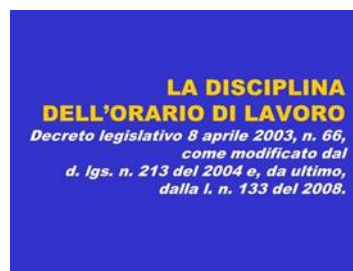 LA DISCIPLINA
DELL'ORARIO DI LAVORO
Decreto legislativo 8 aprile 2003, n. 66,
come modificato dal
d. lgs. n. 213 del 2004 e, da ultimo,
dalla l. n. 133 del 2008.